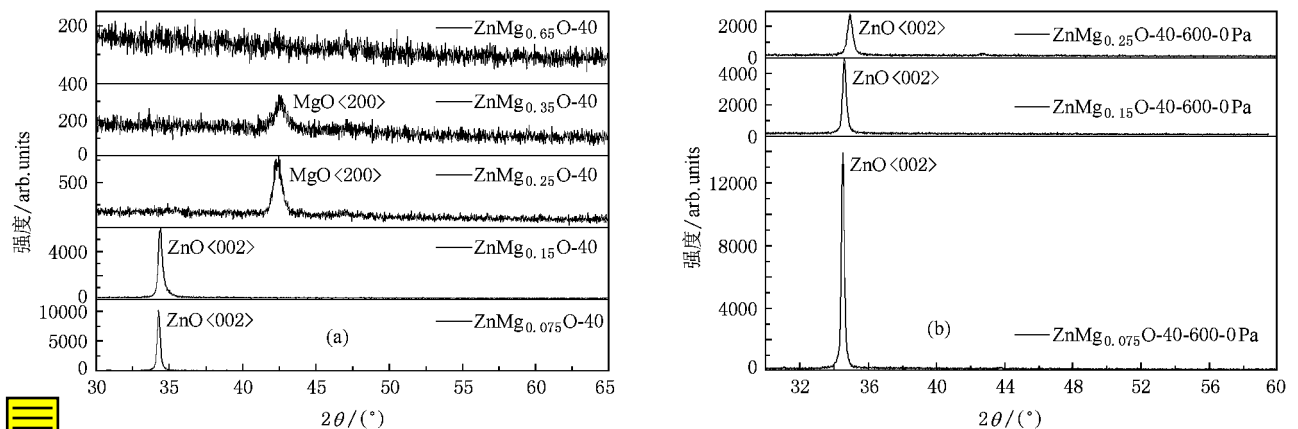 200
ZnMg0.65O-40
400
MgO<200>
ZnMg0.35O-40
200
0
MgO<200>
ZnMg0.25O-40
500
ZnO<002>
ZnMg0.15O-40
4000
0
10000
ZnO<002>
(a)
ZnMg0.075O-40
5000
0
30 35 40 45 50 55 60 65
2θ/(°)
强度/arb.units
2000
ZnO<002>
ZnMg0.25O-40-600-0Pa
1000
0
4000
ZnO<002>
ZnMg0.15O-40-600-0Pa
2000
0
ZnO<002>
12000
8000
4000
(b)
ZnMg0.075O-40-600-0Pa
0
32 36 40 44 48 52 56 60
2θ/(°)
强度/arb.units